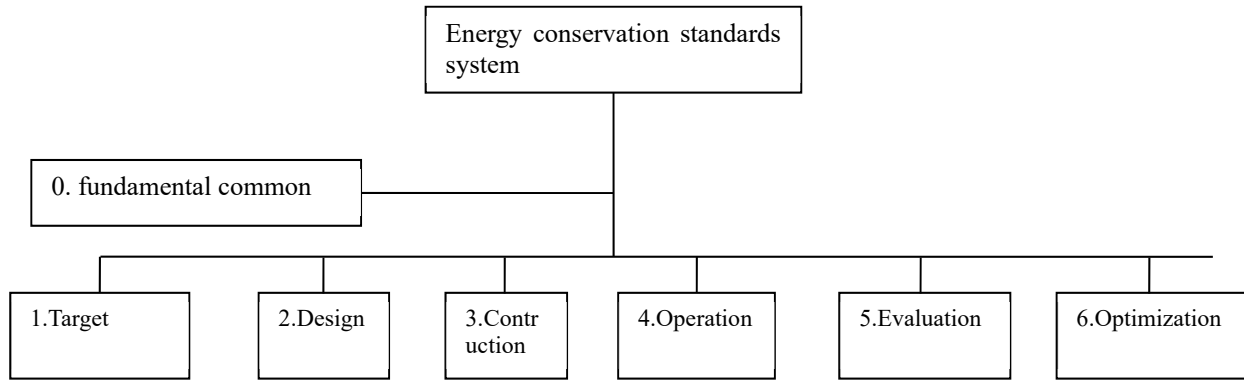 Energy conservation standards
system
0. fundamental common
1.Target
2.Design
3.Contr
uction
4.Operation
5.Evaluation
6.Optimization